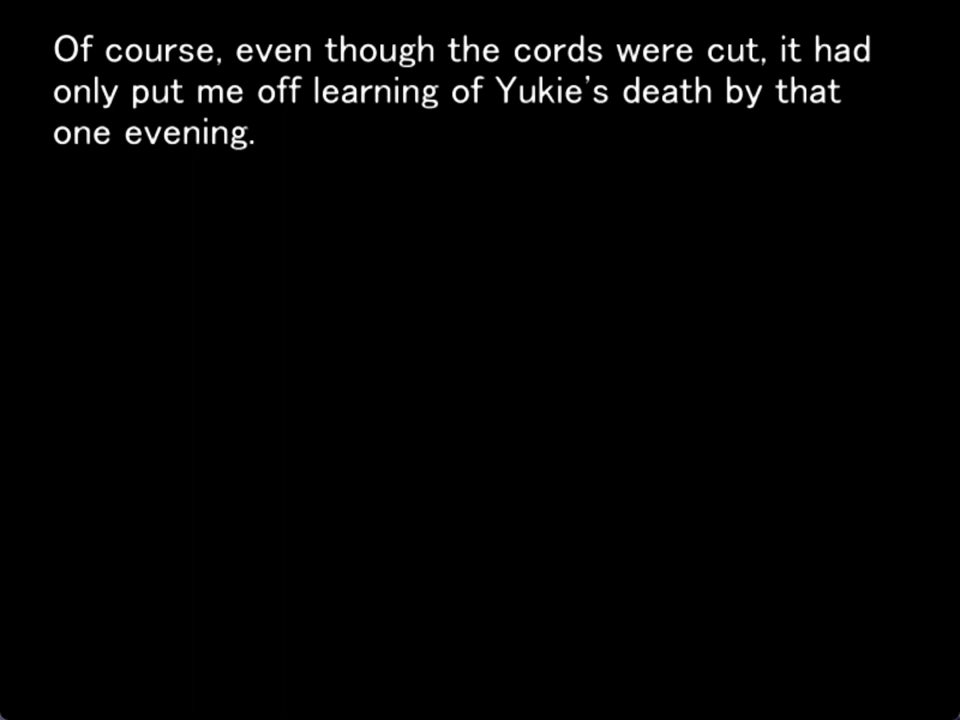 Of course, even though the cords were cut, it had
only put me off learning of Yukie’s death by that
one evening.